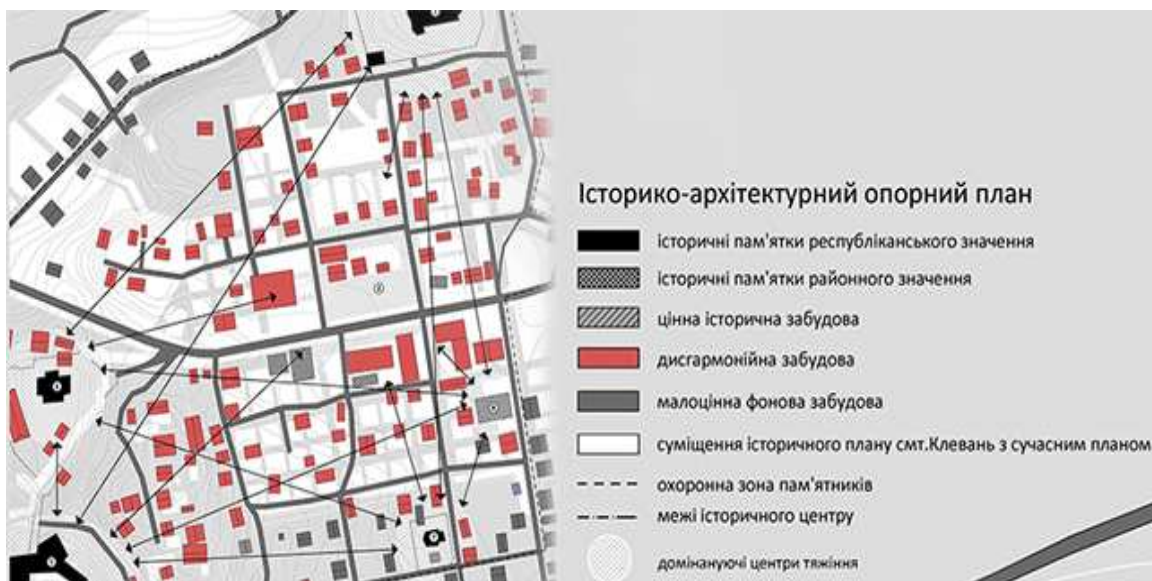 Історико-архітектурний опорний план
історичні пам'ятки республіканського значення
історичні пам'ятки районного значення
цінна історична забудова
дисгармонійна забудова
малоцінна фонова забудова
суміщення історичного плану смт.Клевань з сучасним планом
охоронна зона пам'ятників
межі історичного центру
домінануючі центри тяжіння